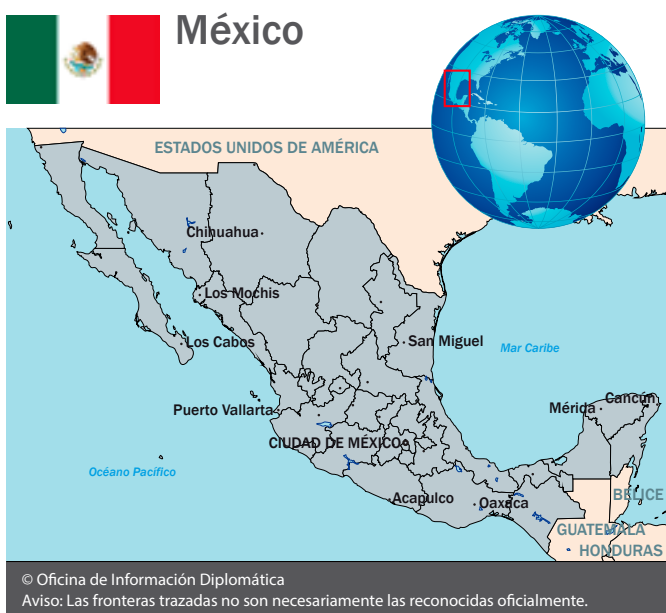 México
ESTADOS UNIDOS DE AMÉRICA
Chihuahua
Los Mochis
Los Cabos
San Miguel
Mar Caribe
Puerto Vallarta
Mérida
Cancún
CIUDAD DE MÉXICO
Océano Pacífico
Acapulco
Oaxaca
BELICE
GUATEMALA
HONDURAS
© Oficina de Información Diplomática
Aviso: Las fronteras trazadas no son necesariamente las reconocidas oficialmente.